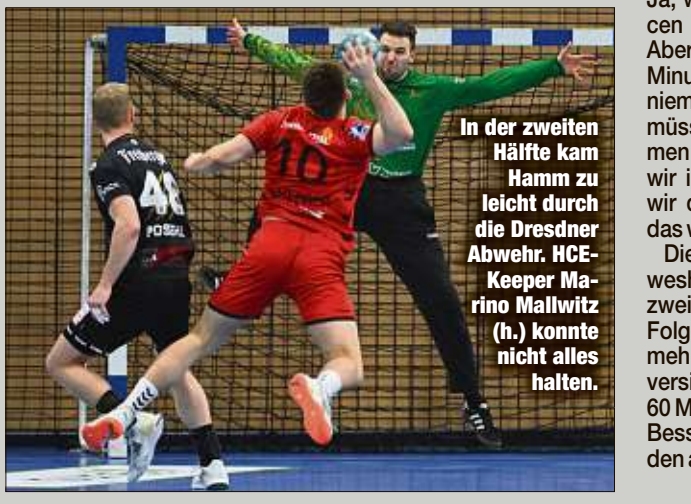 In der zweiten
Hälfte kam
Hamm zu
leicht durch
die Dresdner
Abwehr. HCE-
Keeper Ma-
rino Mallwitz
(h.) konnte
nicht alles
halten.
10
POSEHL
Ja,
cen
Aber
Minu
niem
müss
men
wir i
wir
das
Die
wes
zwei
Folg
meh
versi
60 M
Bess
den a